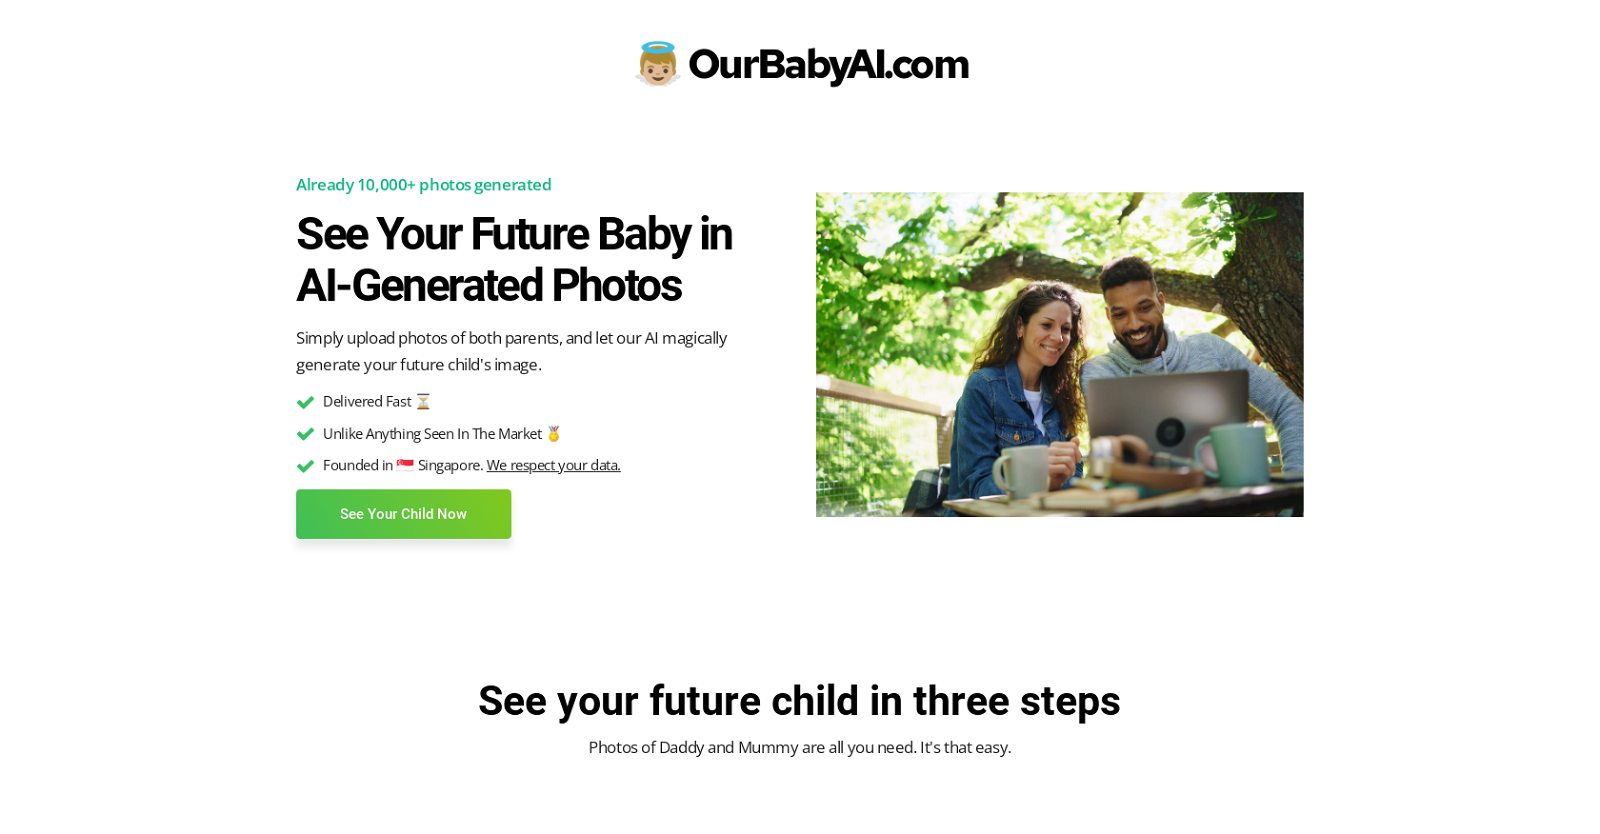 OurBabyAI.com
Already 10,000+ photos generated
See Your Future Baby in
AI-Generated Photos
Simply upload photos of both parents, and let our AI magically
generate your future child's image.
Delivered Fast ⏳
Unlike Anything Seen In The Market 🏅
Founded in 🇸🇬 Singapore. We respect your data.
See Your Child Now
See your future child in three steps
Photos of Daddy and Mummy are all you need. It's that easy.